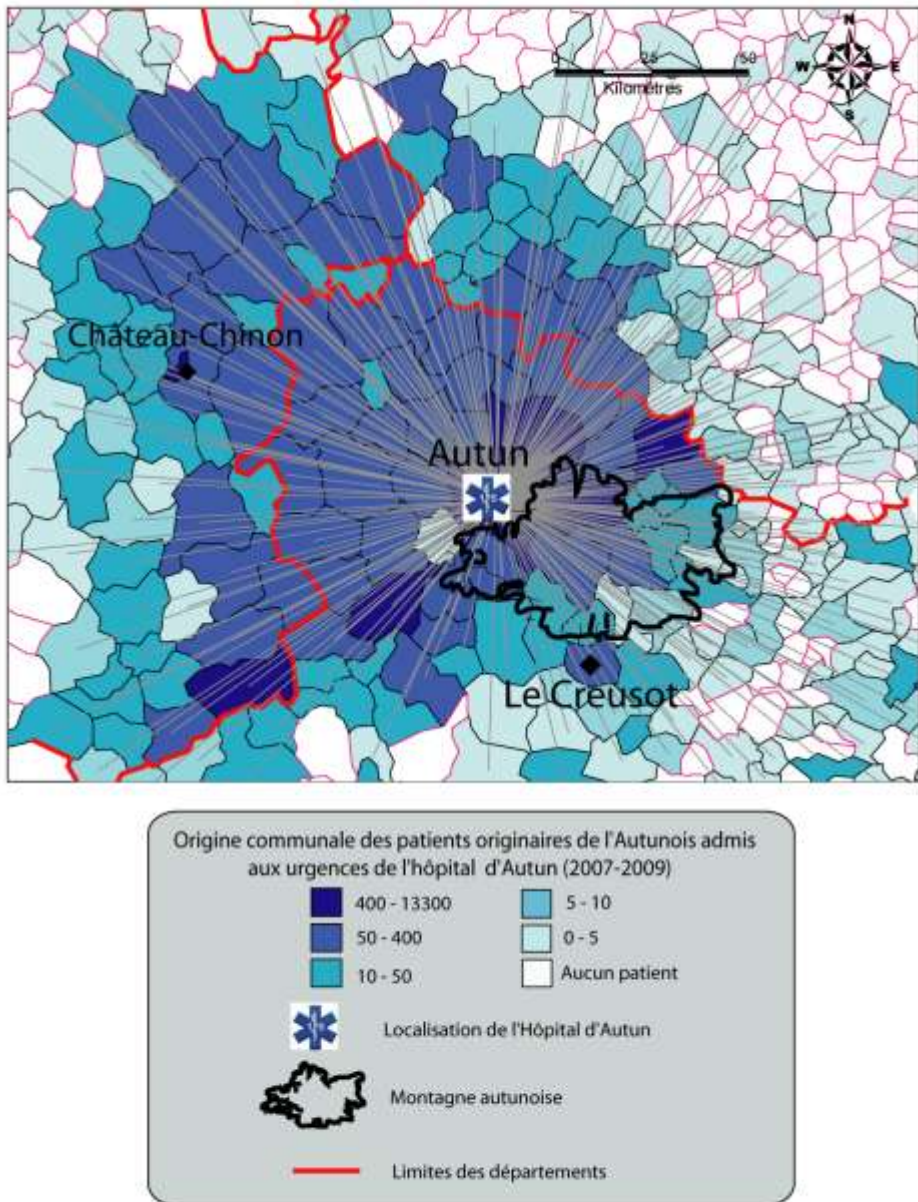 N
W E
S
0 25 50
Kilométres
Château-Chinon
Autun
Le Creusot
Origine communale des patients originaires de l'Autunois admis
aux urgences de l'hôpital d'Autun (2007-2009)
400 - 13300
5 - 10
50 - 400
0 - 5
10 - 50
Aucun patient
Localisation de l'Hôpital d'Autun
Montagne autunoise
Limites des départements